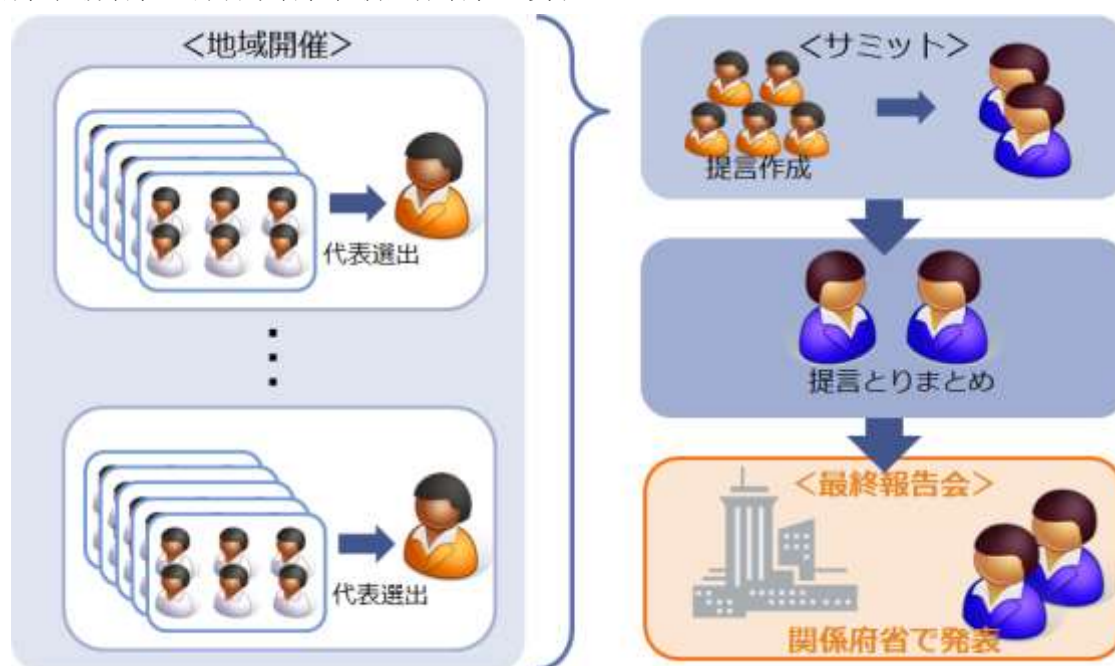 ＜地域開催＞
代表選出
代表選出
＜サミット＞
提言作成
提言とりまとめ
＜最終報告会＞
関係府省で発表